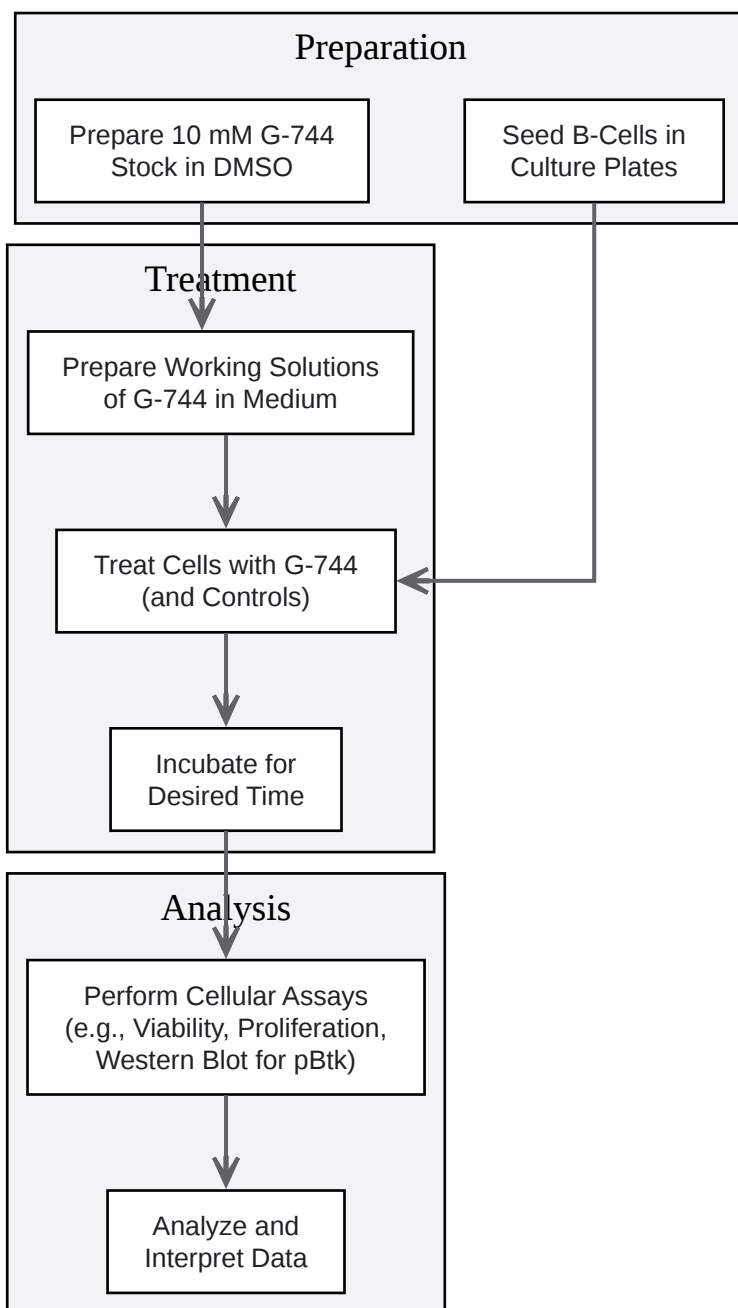 Preparation
Prepare 10 mM G-744
Stock in DMSO
Seed B-Cells in
Culture Plates
Treatment
Prepare Working Solutions
of G-744 in Medium
Treat Cells with G-744
(and Controls)
Incubate for
Desired Time
Analysis
Perform Cellular Assays
(e.g., Viability, Proliferation,
Western Blot for pBtk)
Analyze and
Interpret Data